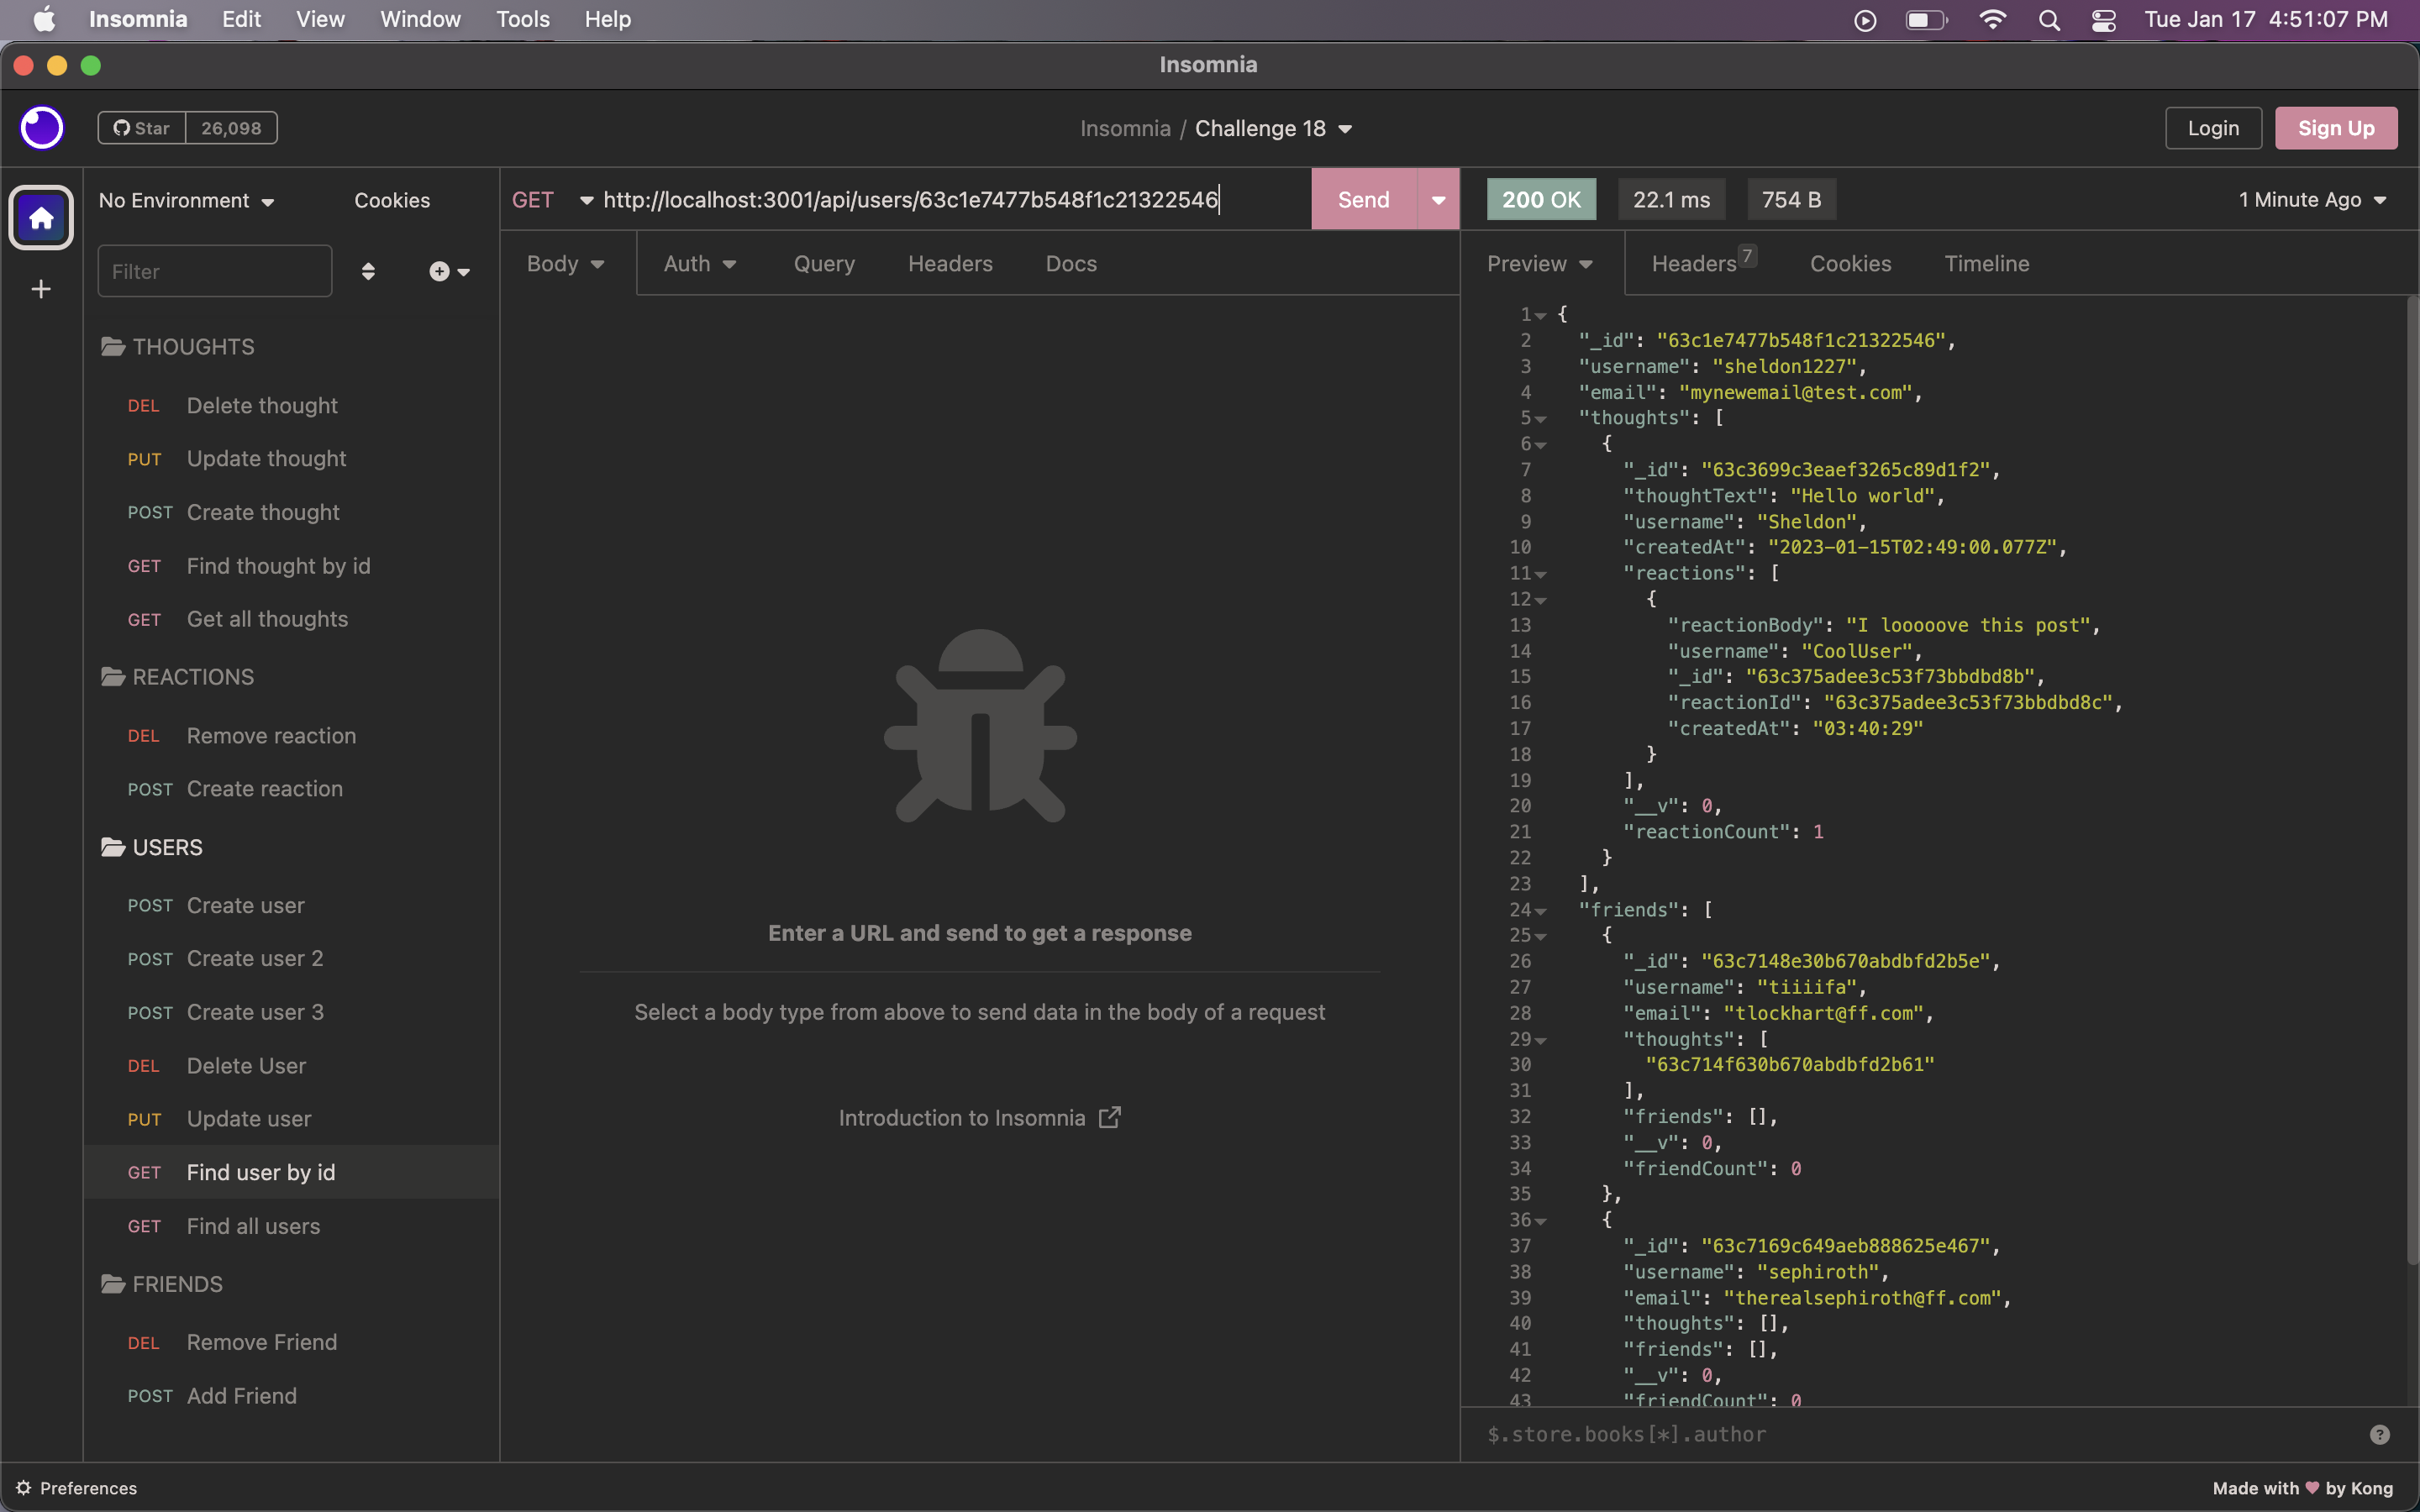 Insomnia Edit View Window Tools Help Tue Jan 17 4:51:07 PM
Insomnia
Star 26,098
Insomnia / Challenge 18
Login Sign Up
No Environment Cookies
Filter
THOUGHTS
DEL Delete thought
PUT Update thought
POST Create thought
GET Find thought by id
GET Get all thoughts
REACTIONS
DEL Remove reaction
POST Create reaction
USERS
POST Create user
POST Create user 2
POST Create user 3
DEL Delete User
PUT Update user
GET Find user by id
GET Find all users
FRIENDS
DEL Remove Friend
POST Add Friend
GET http://localhost:3001/api/users/63c1e7477b548f1c21322546 Send
Body Auth Query Headers Docs
Enter a URL and send to get a response
Select a body type from above to send data in the body of a request
Introduction to Insomnia
200 OK 22.1 ms 754 B 1 Minute Ago
Preview Headers 7 Cookies Timeline
1 {
2 "_id": "63c1e7477b548f1c21322546",
3 "username": "sheldon1227",
4 "email": "mynewemail@test.com",
5 "thoughts": [
6 {
7 "_id": "63c3699c3eaef3265c89d1f2",
8 "thoughtText": "Hello world",
9 "username": "Sheldon",
10 "createdAt": "2023-01-15T02:49:00.077Z",
11 "reactions": [
12 {
13 "reactionBody": "I looooove this post",
14 "username": "CoolUser",
15 "_id": "63c375adee3c53f73bbdbd8b",
16 "reactionId": "63c375adee3c53f73bbdbd8c",
17 "createdAt": "03:40:29"
18 }
19 ],
20 "__v": 0,
21 "reactionCount": 1
22 }
23 ],
24 "friends": [
25 {
26 "_id": "63c7148e30b670abdbfd2b5e",
27 "username": "tiiiifa",
28 "email": "tlockhart@ff.com",
29 "thoughts": [
30 "63c714f630b670abdbfd2b61"
31 ],
32 "friends": [],
33 "__v": 0,
34 "friendCount": 0
35 },
36 {
37 "_id": "63c7169c649aeb888625e467",
38 "username": "sephiroth",
39 "email": "therealsephiroth@ff.com",
40 "thoughts": [],
41 "friends": [],
42 "__v": 0,
43 "friendCount": 0
$.store.books[*].author
Preferences
Made with ♥ by Kong